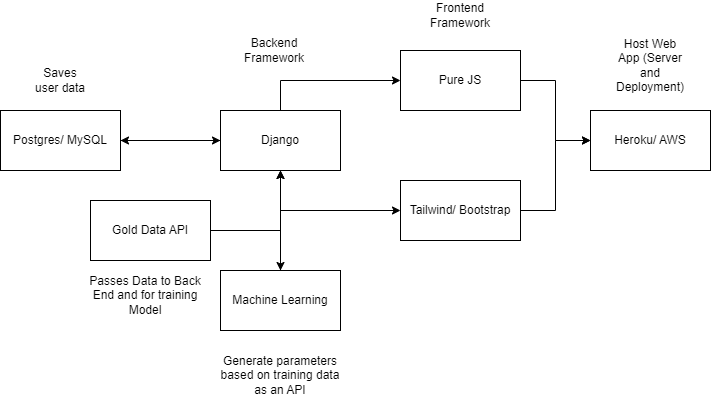 Frontend
Framework
Backend
Framework
Host Web
App (Server
and
Deployment)
Saves
user data
Pure JS
Postgres/ MySQL
Django
Heroku/ AWS
Tailwind/ Bootstrap
Gold Data API
Passes Data to Back
End and for training
Model
Machine Learning
Generate parameters
based on training data
as an API